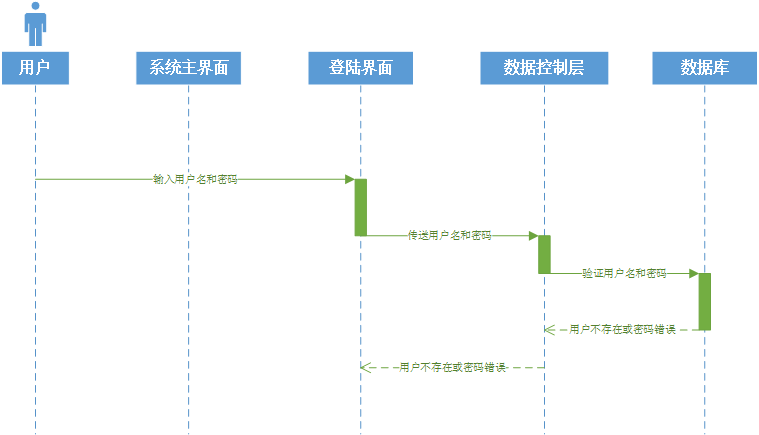 用户
系统主界面
登陆界面
数据控制层
数据库
输入用户名和密码
传送用户名和密码
验证用户名和密码
用户不存在或密码错误
用户不存在或密码错误